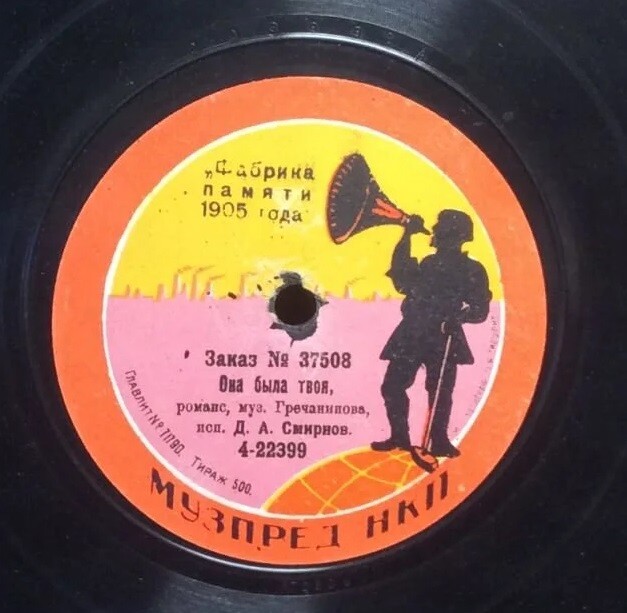 „Фабрика
памяти
1905 года"
Заказ № 37508
Она была твоя,
романс, муз. Гречанинова,
исп. Д. А. Смирнов.
4-22399
Главлит № 71190. Тираж 500.
МУЗПРЕД НКП